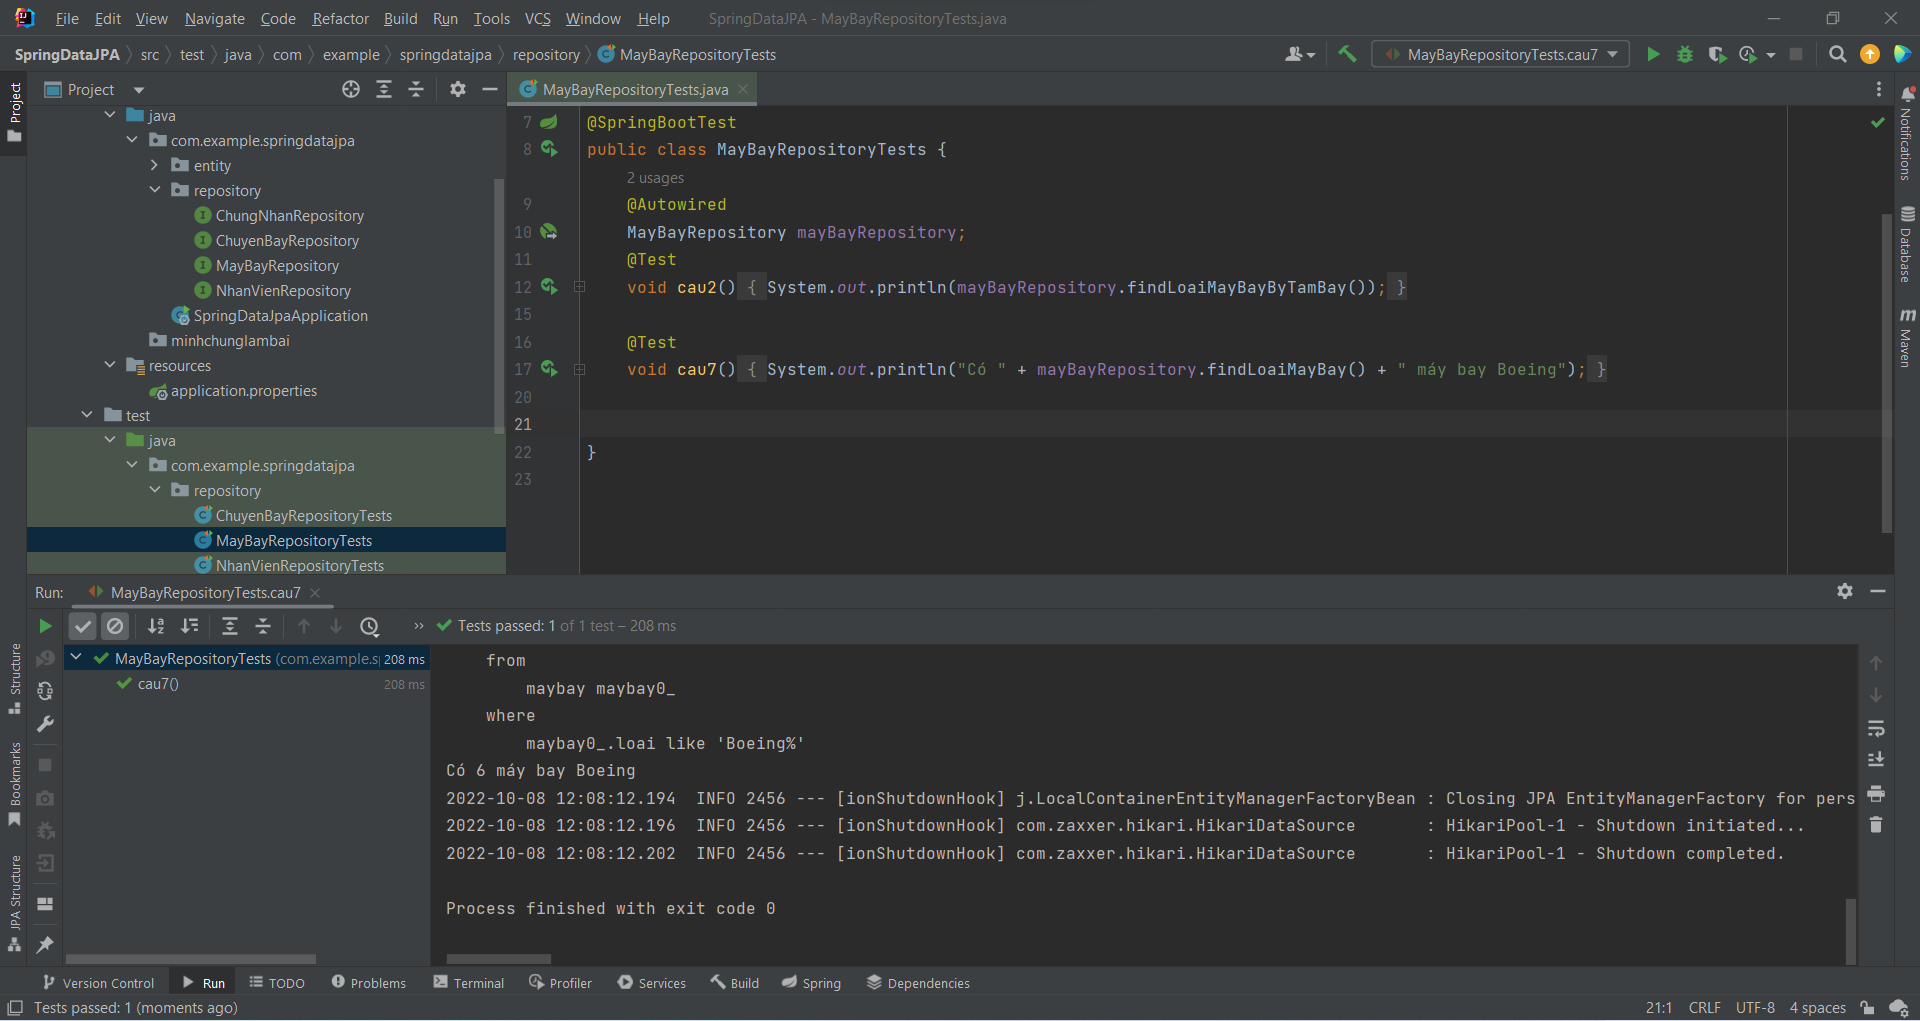 File Edit View Navigate Code Refactor Build Run Tools VCS Window Help SpringDataJPA - MayBayRepositoryTests.java
SpringDataJPA src test java com example springdatajpa repository MayBayRepositoryTests MayBayRepositoryTests.cau7
Project
java
com.example.springdatajpa
entity
repository
ChungNhanRepository
ChuyenBayRepository
MayBayRepository
NhanVienRepository
SpringDataJpaApplication
minhchunglambai
resources
application.properties
test
java
com.example.springdatajpa
repository
ChuyenBayRepositoryTests
MayBayRepositoryTests
NhanVienRepositoryTests
MayBayRepositoryTests.java
7 @SpringBootTest
8 public class MayBayRepositoryTests {
2 usages
9 @Autowired
10 MayBayRepository mayBayRepository;
11 @Test
12 void cau2() { System.out.println(mayBayRepository.findLoaiMayBayByTamBay()); }
15
16 @Test
17 void cau7() { System.out.println("Có " + mayBayRepository.findLoaiMayBay() + " máy bay Boeing"); }
20
21
22 }
23
Project
Structure
Bookmarks
JPA Structure
Notifications
Database
Maven
Run: MayBayRepositoryTests.cau7
Tests passed: 1 of 1 test – 208 ms
MayBayRepositoryTests (com.example.s 208 ms
cau7() 208 ms
from
maybay maybay0_
where
maybay0_.loai like 'Boeing%'
Có 6 máy bay Boeing
2022-10-08 12:08:12.194  INFO 2456 --- [ionShutdownHook] j.LocalContainerEntityManagerFactoryBean : Closing JPA EntityManagerFactory for pers
2022-10-08 12:08:12.196  INFO 2456 --- [ionShutdownHook] com.zaxxer.hikari.HikariDataSource       : HikariPool-1 - Shutdown initiated...
2022-10-08 12:08:12.202  INFO 2456 --- [ionShutdownHook] com.zaxxer.hikari.HikariDataSource       : HikariPool-1 - Shutdown completed.
Process finished with exit code 0
Version Control Run TODO Problems Terminal Profiler Services Build Spring Dependencies
Tests passed: 1 (moments ago) 21:1 CRLF UTF-8 4 spaces